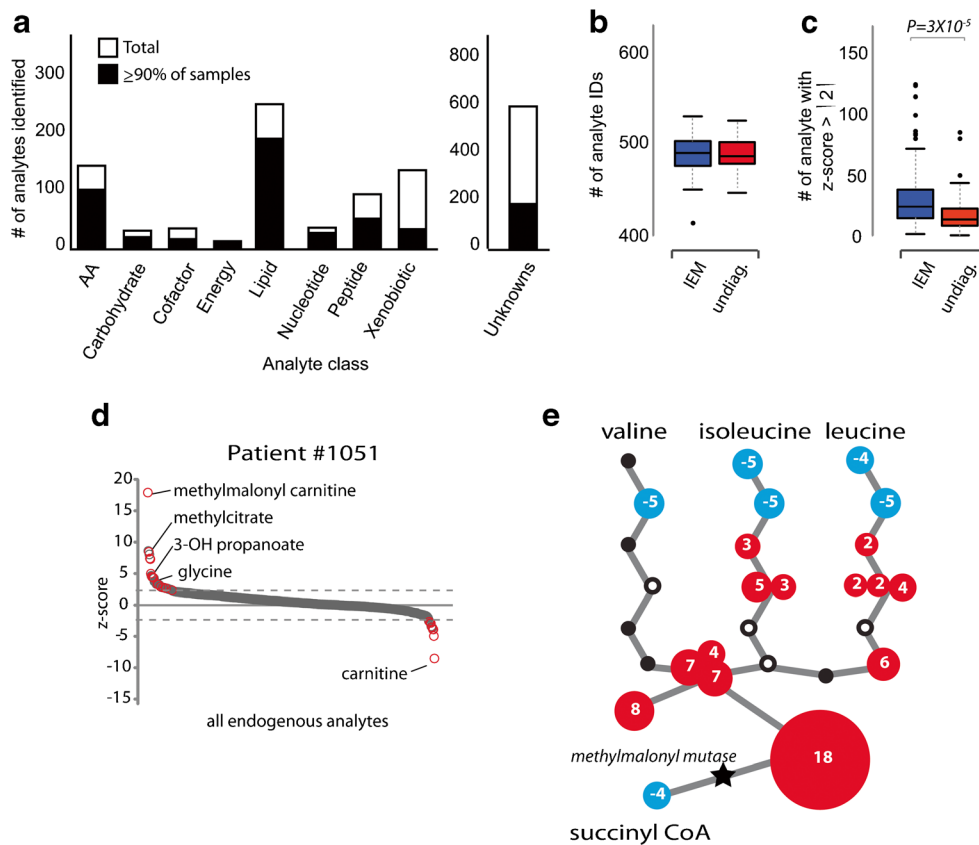 a
Total
≥90% of samples
# of analytes identified
300
200
100
0
800
600
400
200
0
AA
Carbohydrate
Cofactor
Energy
Lipid
Nucleotide
Peptide
Xenobiotic
Unknowns
Analyte class
b
# of analyte IDs
600
500
400
IEM
undiag.
c
P=3X10⁻⁵
# of analyte with
z-score > |2|
150
100
50
0
IEM
undiag.
d
Patient #1051
z-score
20
15
10
5
0
-5
-10
-15
methylmalonyl carnitine
methylcitrate
3-OH propanoate
glycine
carnitine
all endogenous analytes
e
valine isoleucine leucine
-5 -4
-5 -5 -5
3 2
5 3 2 2 4
4
7 7 6
8
18
methylmalonyl mutase
-4
succinyl CoA